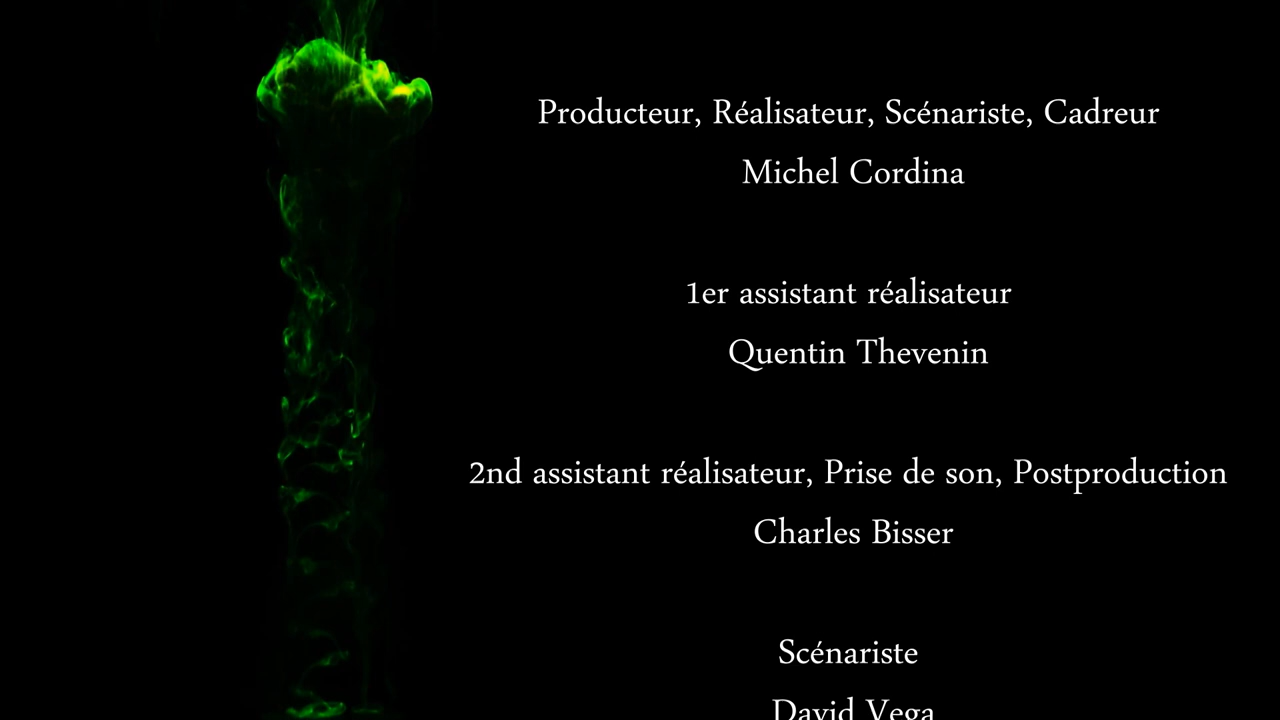 Producteur, Réalisateur, Scénariste, Cadreur
Michel Cordina
1er assistant réalisateur
Quentin Thevenin
2nd assistant réalisateur, Prise de son, Postproduction
Charles Bisser
Scénariste
David Vega